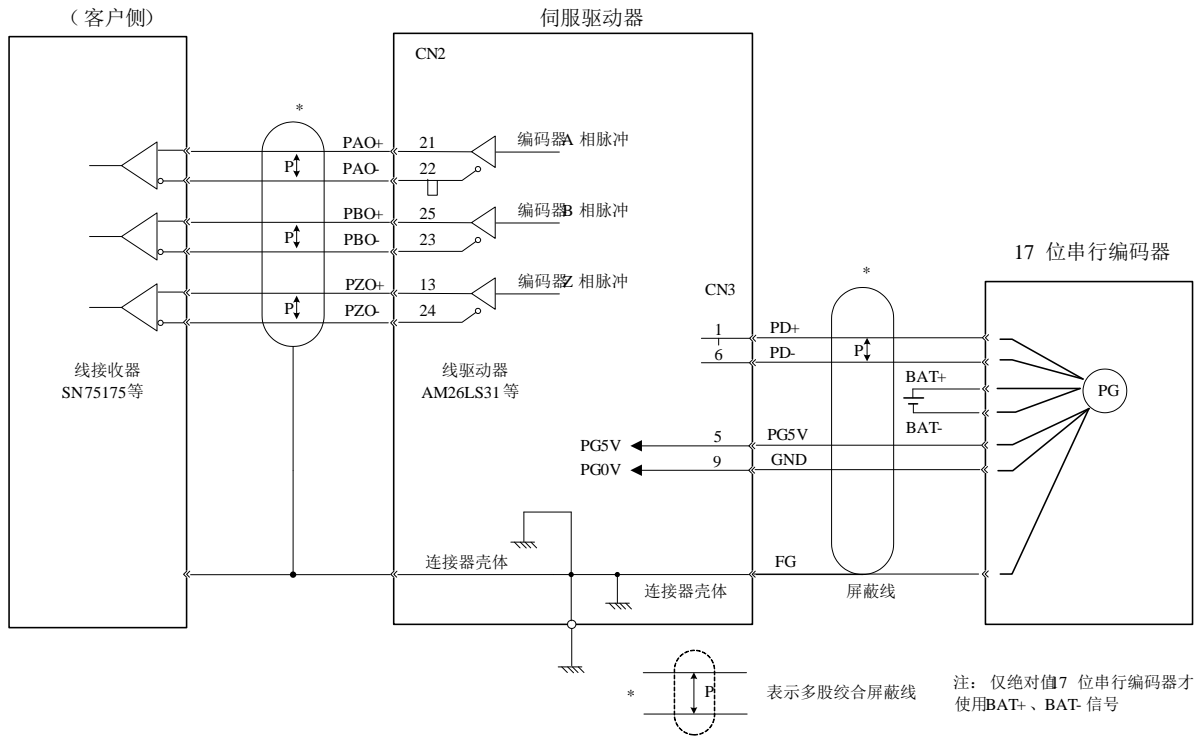 （客户侧）
伺服驱动器
CN2
*
PAO+
21
编码器A 相脉冲
P
PAO-
22
PBO+
25
编码器B 相脉冲
P
PBO-
23
PZO+
13
编码器Z 相脉冲
P
PZO-
24
线接收器
SN75175等
线驱动器
AM26LS31等
17 位串行编码器
*
CN3
1
PD+
P
6
PD-
BAT+
PG
BAT-
PG5V
5
PG5V
PG0V
9
GND
连接器壳体
FG
连接器壳体
屏蔽线
*
P
表示多股绞合屏蔽线
注：仅绝对值17 位串行编码器才
使用BAT+、BAT- 信号